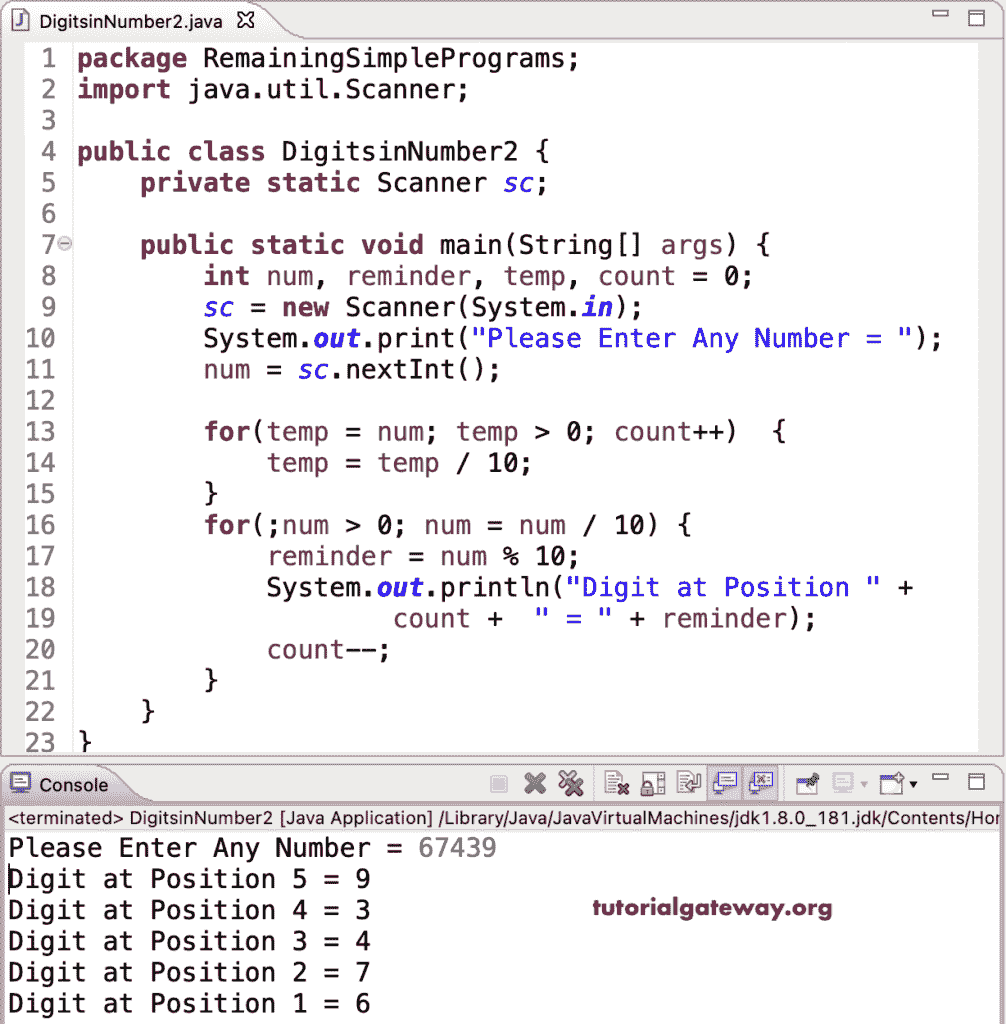 DigitsinNumber2.java
1 package RemainingSimplePrograms;
2 import java.util.Scanner;
3
4 public class DigitsinNumber2 {
5     private static Scanner sc;
6
7     public static void main(String[] args) {
8         int num, reminder, temp, count = 0;
9         sc = new Scanner(System.in);
10         System.out.print("Please Enter Any Number = ");
11         num = sc.nextInt();
12
13         for(temp = num; temp > 0; count++)  {
14             temp = temp / 10;
15         }
16         for(;num > 0; num = num / 10) {
17             reminder = num % 10;
18             System.out.println("Digit at Position " +
19                     count +  " = " + reminder);
20             count--;
21         }
22     }
23 }
Console
<terminated> DigitsinNumber2 [Java Application] /Library/Java/JavaVirtualMachines/jdk1.8.0_181.jdk/Contents/Hor
Please Enter Any Number = 67439
Digit at Position 5 = 9
Digit at Position 4 = 3
tutorialgateway.org
Digit at Position 3 = 4
Digit at Position 2 = 7
Digit at Position 1 = 6